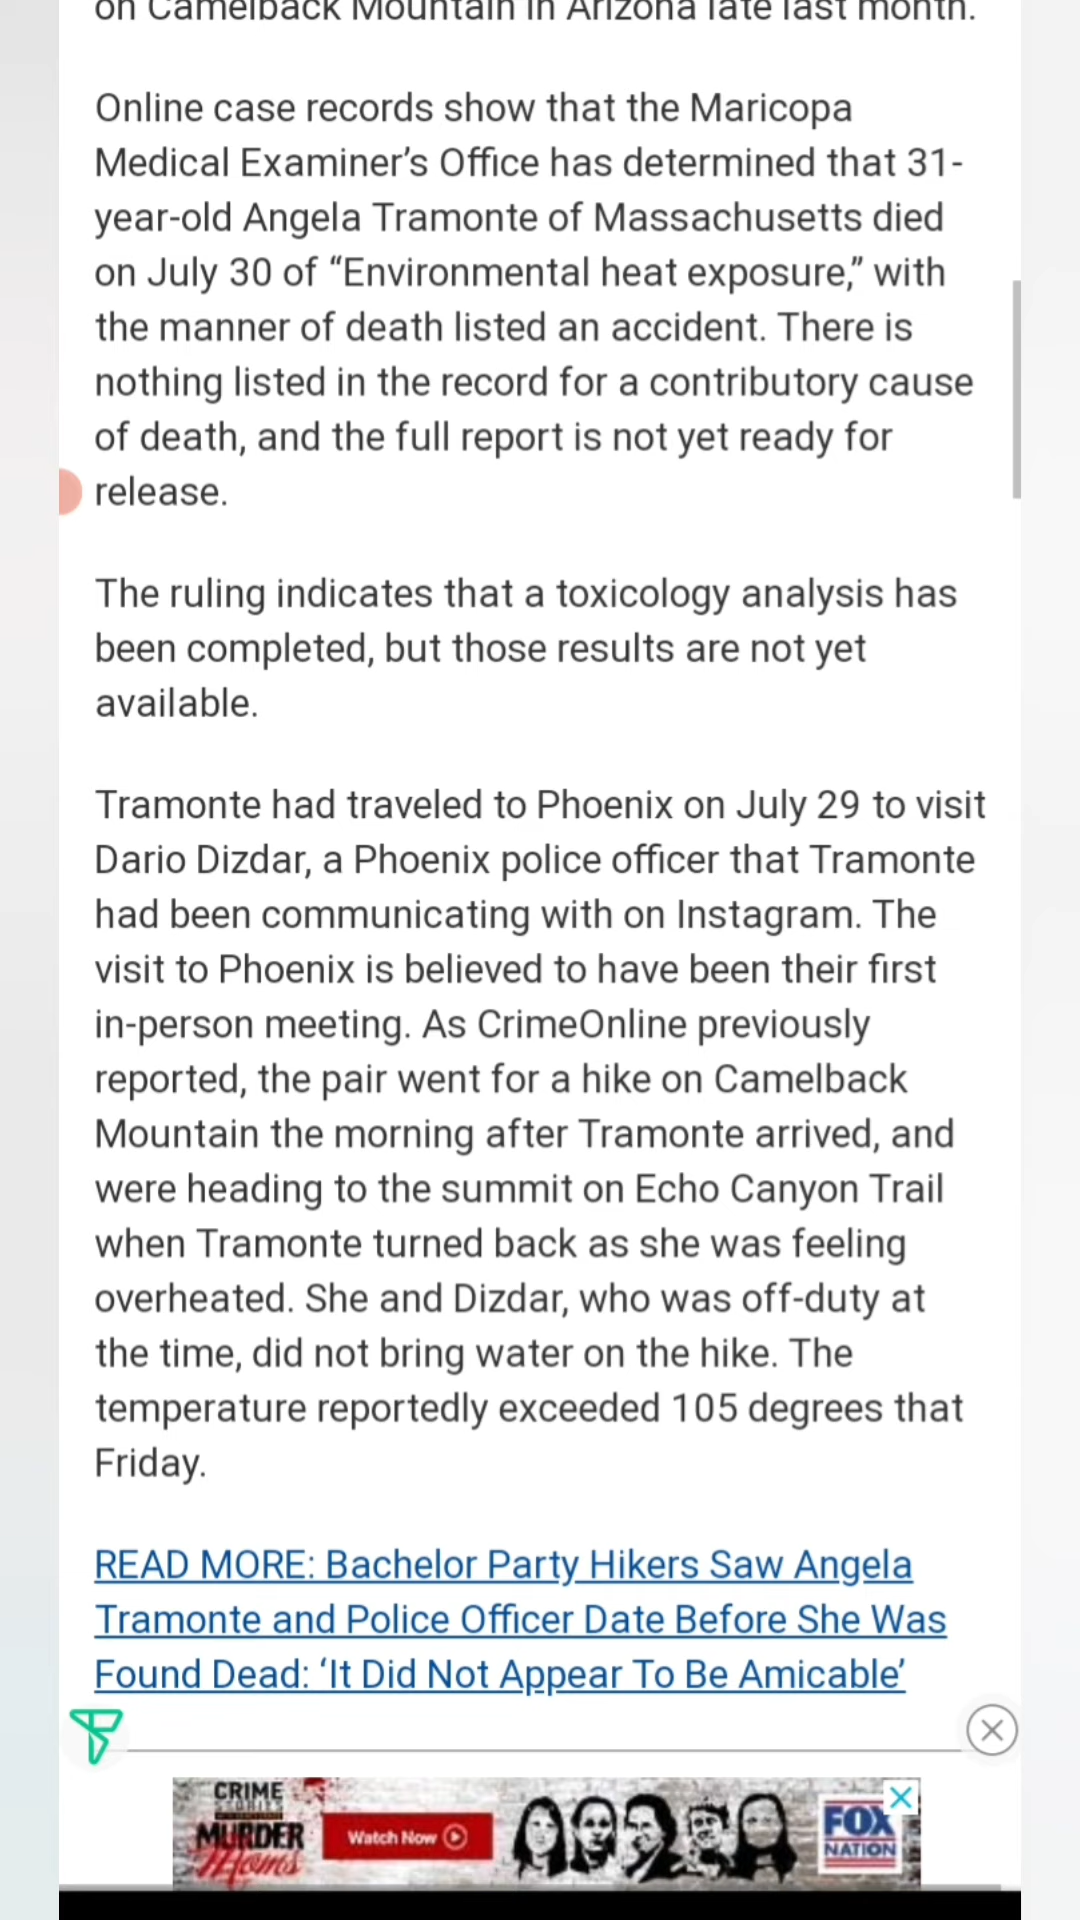 on Camelback Mountain in Arizona late last month.
Online case records show that the Maricopa
Medical Examiner’s Office has determined that 31-
year-old Angela Tramonte of Massachusetts died
on July 30 of “Environmental heat exposure,” with
the manner of death listed an accident. There is
nothing listed in the record for a contributory cause
of death, and the full report is not yet ready for
release.
The ruling indicates that a toxicology analysis has
been completed, but those results are not yet
available.
Tramonte had traveled to Phoenix on July 29 to visit
Dario Dizdar, a Phoenix police officer that Tramonte
had been communicating with on Instagram. The
visit to Phoenix is believed to have been their first
in-person meeting. As CrimeOnline previously
reported, the pair went for a hike on Camelback
Mountain the morning after Tramonte arrived, and
were heading to the summit on Echo Canyon Trail
when Tramonte turned back as she was feeling
overheated. She and Dizdar, who was off-duty at
the time, did not bring water on the hike. The
temperature reportedly exceeded 105 degrees that
Friday.
READ MORE: Bachelor Party Hikers Saw Angela
Tramonte and Police Officer Date Before She Was
Found Dead: ‘It Did Not Appear To Be Amicable’
CRIME
STORIES
MURDER
Moms
Watch Now
FOX
NATION